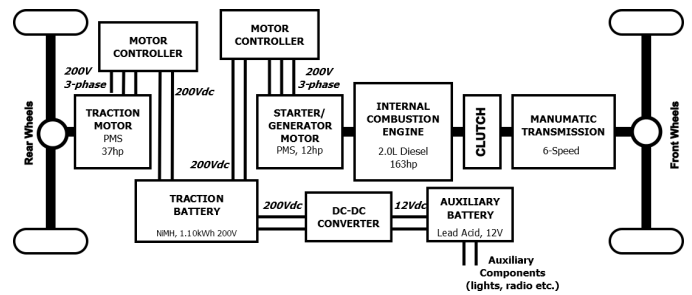 MOTOR
CONTROLLER
MOTOR
CONTROLLER
200V
3-phase
200Vdc
200V
3-phase
Rear Wheels
TRACTION
MOTOR
PMS
37hp
STARTER/
GENERATOR
MOTOR
PMS, 12hp
INTERNAL
COMBUSTION
ENGINE
2.0L Diesel
163hp
CLUTCH
MANUMATIC
TRANSMISSION
6-Speed
Front Wheels
200Vdc
TRACTION
BATTERY
NiMH, 1.10kWh 200V
200Vdc
DC-DC
CONVERTER
12Vdc
AUXILIARY
BATTERY
Lead Acid, 12V
Auxiliary
Components
(lights, radio etc.)